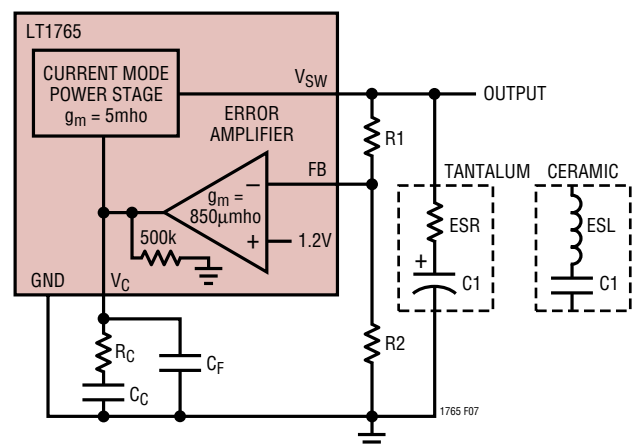 LT1765
CURRENT MODE
POWER STAGE
gm = 5mho
VSW
OUTPUT
ERROR
AMPLIFIER
R1
FB
TANTALUM
CERAMIC
gm =
850μmho
–
+
1.2V
500k
ESR
ESL
+
C1
C1
GND
VC
RC
CF
R2
CC
1765 F07